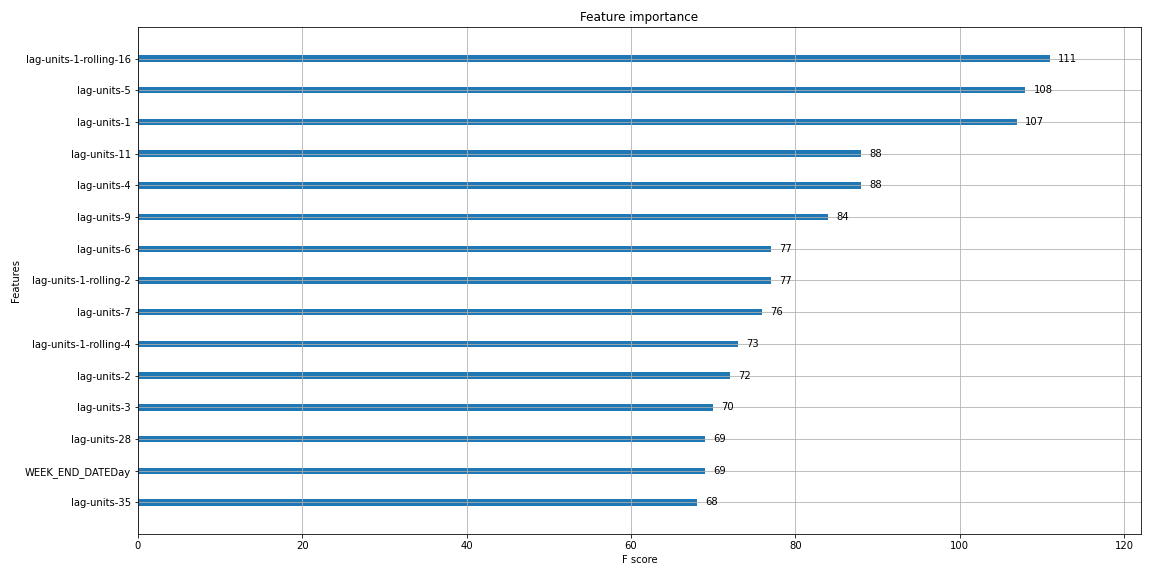 Feature importance
Features
lag-units-1-rolling-16 111
lag-units-5 108
lag-units-1 107
lag-units-11 88
lag-units-4 88
lag-units-9 84
lag-units-6 77
lag-units-1-rolling-2 77
lag-units-7 76
lag-units-1-rolling-4 73
lag-units-2 72
lag-units-3 70
lag-units-28 69
WEEK_END_DATEDay 69
lag-units-35 68
0 20 40 60 80 100 120
F score